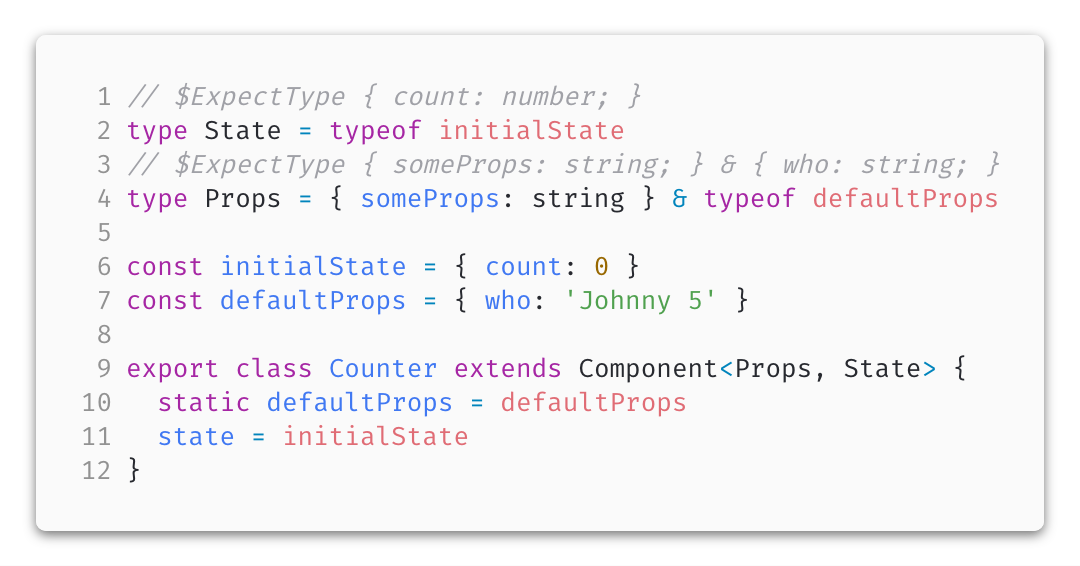 1 // $ExpectType { count: number; }
2 type State = typeof initialState
3 // $ExpectType { someProps: string; } & { who: string; }
4 type Props = { someProps: string } & typeof defaultProps
5
6 const initialState = { count: 0 }
7 const defaultProps = { who: 'Johnny 5' }
8
9 export class Counter extends Component<Props, State> {
10   static defaultProps = defaultProps
11   state = initialState
12 }